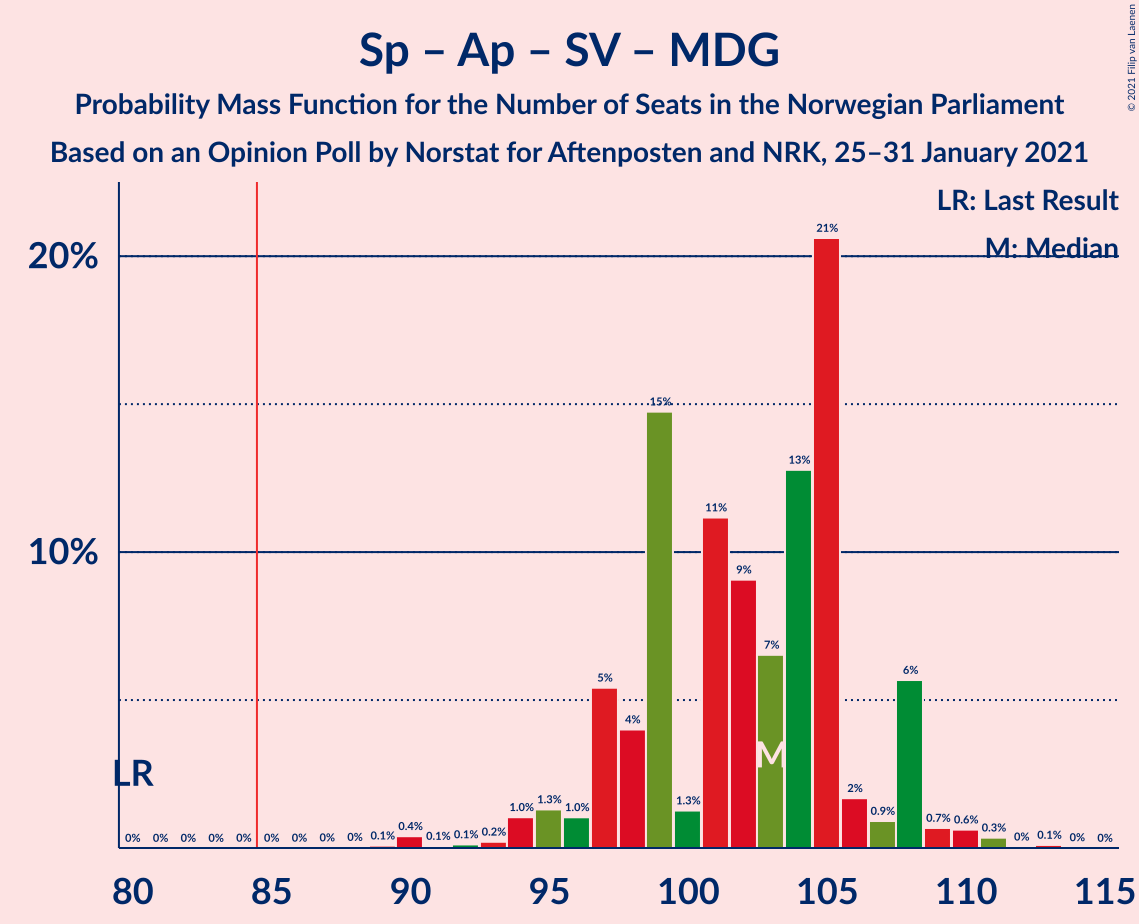 Sp – Ap – SV – MDG
Probability Mass Function for the Number of Seats in the Norwegian Parliament
Based on an Opinion Poll by Norstat for Aftenposten and NRK, 25–31 January 2021
© 2021 Filip van Laenen
LR: Last Result
M: Median
20%
10%
LR
0% 0% 0% 0% 0% 0% 0% 0% 0% 0.1% 0.4% 0.1% 0.1% 0.2% 1.0% 1.3% 1.0% 5% 4% 15% 1.3% 11% 9% 7% 13% 21% 2% 0.9% 6% 0.7% 0.6% 0.3% 0% 0.1% 0% 0%
M
80 85 90 95 100 105 110 115